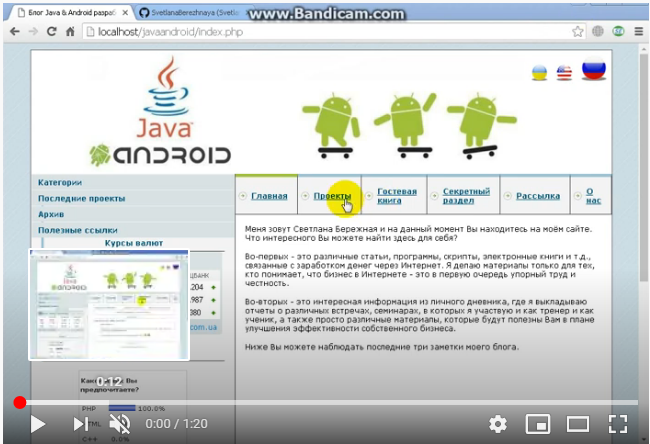 Блог Java & Android разраб
SvetlanaBerezhnaya (Svetl
www.Bandicam.com
localhost/javaandroid/index.php
Java
ANDROID
Категории
Последние проекты
Архив
Полезные ссылки
Курсы валют
Главная
Проекты
Гостевая книга
Секретный раздел
Рассылка
О нас
Меня зовут Светлана Бережная и на данный момент Вы находитесь на моём сайте.
Что интересного Вы можете найти здесь для себя?
Во-первых - это различные статьи, программы, скрипты, электронные книги и т.д.,
связанные с заработком денег через Интернет. Я делаю материалы только для тех,
кто понимает, что бизнес в Интернете - это в первую очередь упорный труд и
честность.
Во-вторых - это интересная информация из личного дневника, где я выкладываю
отчеты о различных встречах, семинарах, в которых я участвую и как тренер и как
ученик, а также просто различные материалы, которые будут полезны Вам в плане
улучшения эффективности собственного бизнеса.
Ниже Вы можете наблюдать последние три заметки моего блога.
ЦБАНК
.204
.987
380
com.ua
0:12
предпочитаете?
PHP 100.0%
HTML
C++ 0.0%
0:00 / 1:20